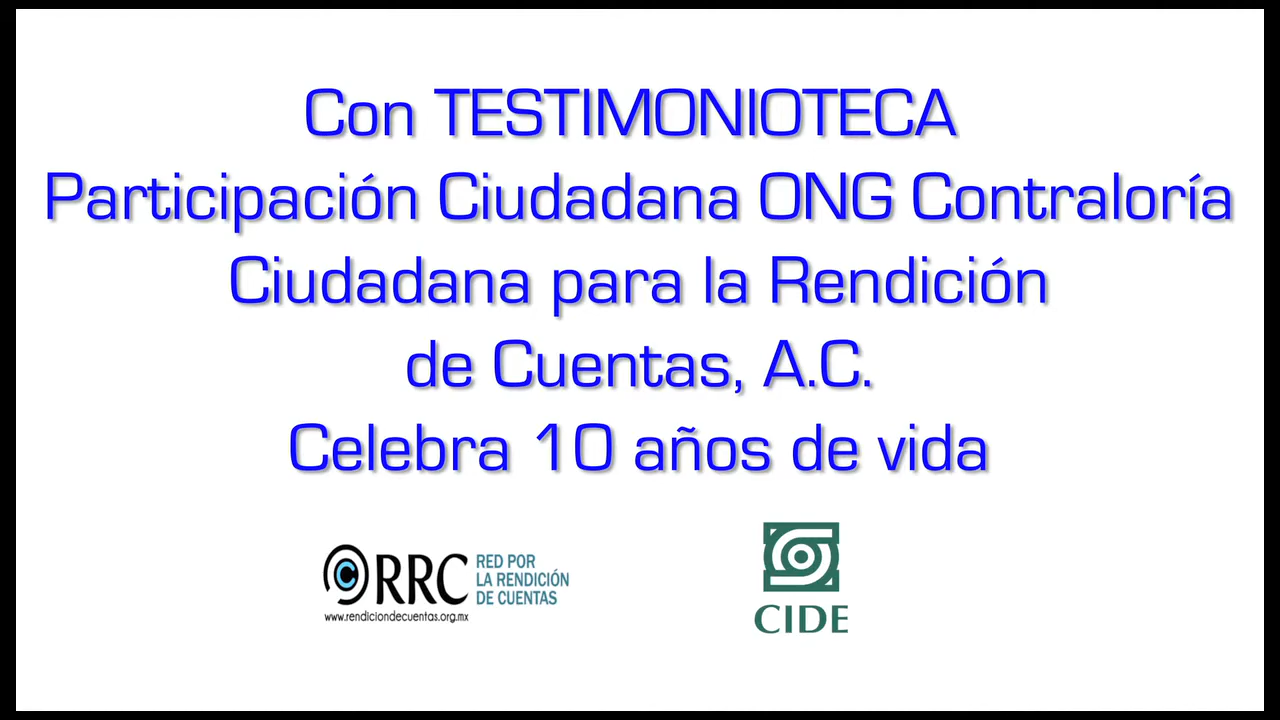 Con TESTIMONIOTECA
Participación Ciudadana ONG Contraloría
Ciudadana para la Rendición
de Cuentas, A.C.
Celebra 10 años de vida
RRC
RED POR
LA RENDICIÓN
DE CUENTAS
www.rendiciondecuentas.org.mx
CIDE